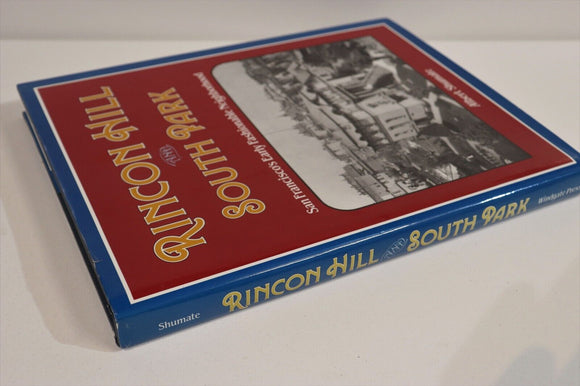 RINCON HILL
AND
SOUTH PARK
San Francisco's Early Fashionable Neighborhood
Albert Shumate
Shumate
RINCON HILL AND SOUTH PARK
Windgate Press